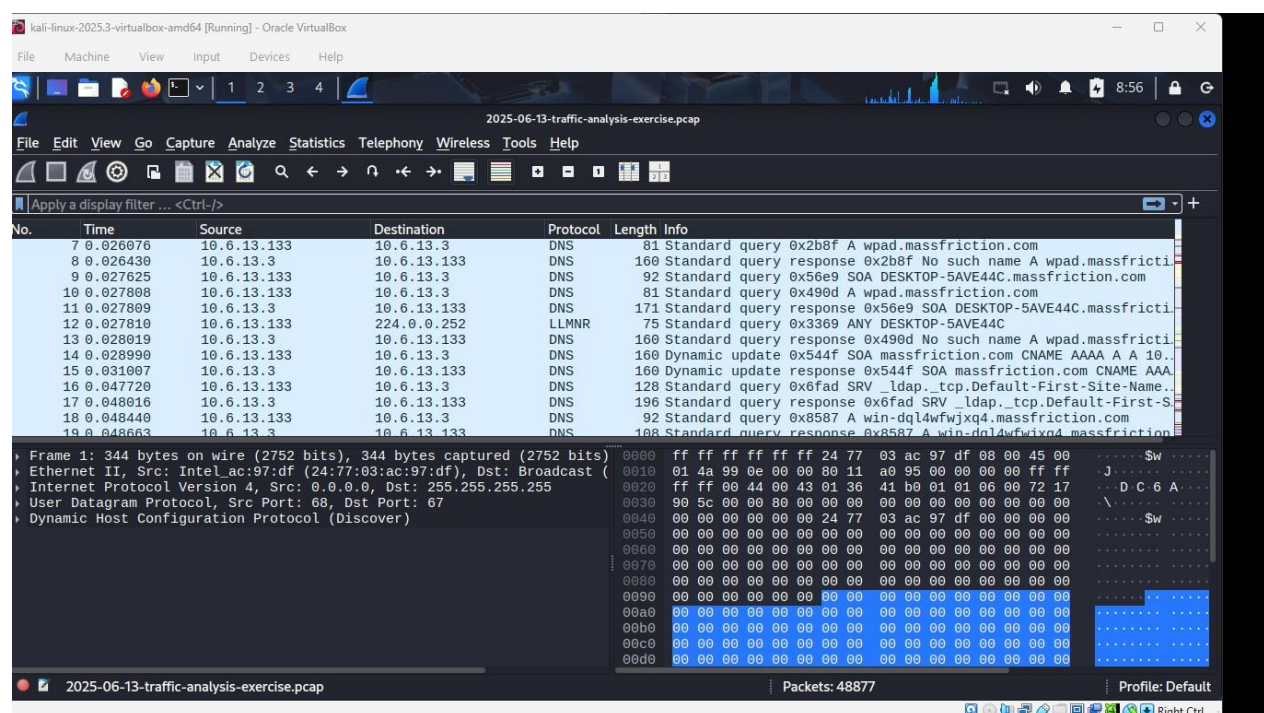 kali-linux-2025.3-virtualbox-amd64 [Running] - Oracle VirtualBox
File Machine View Input Devices Help
1 2 3 4 8:56
2025-06-13-traffic-analysis-exercise.pcap
File Edit View Go Capture Analyze Statistics Telephony Wireless Tools Help
Apply a display filter ... <Ctrl-/>
No. Time Source Destination Protocol Length Info
7 0.026076 10.6.13.133 10.6.13.3 DNS 81 Standard query 0x2b8f A wpad.massfriction.com
8 0.026430 10.6.13.3 10.6.13.133 DNS 160 Standard query response 0x2b8f No such name A wpad.massfricti…
9 0.027625 10.6.13.133 10.6.13.3 DNS 92 Standard query 0x56e9 SOA DESKTOP-5AVE44C.massfriction.com
10 0.027808 10.6.13.133 10.6.13.3 DNS 81 Standard query 0x490d A wpad.massfriction.com
11 0.027809 10.6.13.3 10.6.13.133 DNS 171 Standard query response 0x56e9 SOA DESKTOP-5AVE44C.massfricti…
12 0.027810 10.6.13.133 224.0.0.252 LLMNR 75 Standard query 0x3369 ANY DESKTOP-5AVE44C
13 0.028019 10.6.13.3 10.6.13.133 DNS 160 Standard query response 0x490d No such name A wpad.massfricti…
14 0.028990 10.6.13.133 10.6.13.3 DNS 160 Dynamic update 0x544f SOA massfriction.com CNAME AAAA A A 10…
15 0.031007 10.6.13.3 10.6.13.133 DNS 160 Dynamic update response 0x544f SOA massfriction.com CNAME AAA…
16 0.047720 10.6.13.133 10.6.13.3 DNS 128 Standard query 0x6fad SRV _ldap._tcp.Default-First-Site-Name…
17 0.048016 10.6.13.3 10.6.13.133 DNS 196 Standard query response 0x6fad SRV _ldap._tcp.Default-First-S…
18 0.048440 10.6.13.133 10.6.13.3 DNS 92 Standard query 0x8587 A win-dql4wfwjxq4.massfriction.com
19 0.048663 10.6.13.3 10.6.13.133 DNS 108 Standard query response 0x8587 A win-dql4wfwjxq4.massfriction
Frame 1: 344 bytes on wire (2752 bits), 344 bytes captured (2752 bits)
Ethernet II, Src: Intel_ac:97:df (24:77:03:ac:97:df), Dst: Broadcast (
Internet Protocol Version 4, Src: 0.0.0.0, Dst: 255.255.255.255
User Datagram Protocol, Src Port: 68, Dst Port: 67
Dynamic Host Configuration Protocol (Discover)
0000 ff ff ff ff ff ff 24 77 03 ac 97 df 08 00 45 00 ······$w ······
0010 01 4a 99 0e 00 00 80 11 a0 95 00 00 00 00 ff ff ·J······
0020 ff ff 00 44 00 43 01 36 41 b0 01 01 06 00 72 17 ···D·C·6 A····
0030 90 5c 00 00 80 00 00 00 00 00 00 00 00 00 00 00 ·\······
0040 00 00 00 00 00 00 24 77 03 ac 97 df 00 00 00 00 ······$w ······
0050 00 00 00 00 00 00 00 00 00 00 00 00 00 00 00 00
0060 00 00 00 00 00 00 00 00 00 00 00 00 00 00 00 00
0070 00 00 00 00 00 00 00 00 00 00 00 00 00 00 00 00
0080 00 00 00 00 00 00 00 00 00 00 00 00 00 00 00 00
0090 00 00 00 00 00 00 00 00 00 00 00 00 00 00 00 00
00a0 00 00 00 00 00 00 00 00 00 00 00 00 00 00 00 00
00b0 00 00 00 00 00 00 00 00 00 00 00 00 00 00 00 00
00c0 00 00 00 00 00 00 00 00 00 00 00 00 00 00 00 00
00d0 00 00 00 00 00 00 00 00 00 00 00 00 00 00 00 00
2025-06-13-traffic-analysis-exercise.pcap Packets: 48877 Profile: Default
Right Ctrl